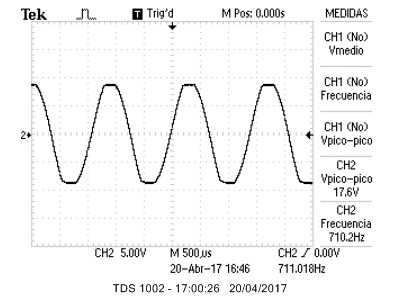 Tek T Trig'd M Pos: 0.000s MEDIDAS
CH1 (No)
Vmedio
CH1 (No)
Frecuencia
CH1 (No)
Vpico-pico
2
CH2
Vpico-pico
17.6V
CH2
Frecuencia
710.2Hz
CH2 5.00V M 500µs CH2 / 0.00V
20-Abr-17 16:46 711.018Hz
TDS 1002 - 17:00:26 20/04/2017